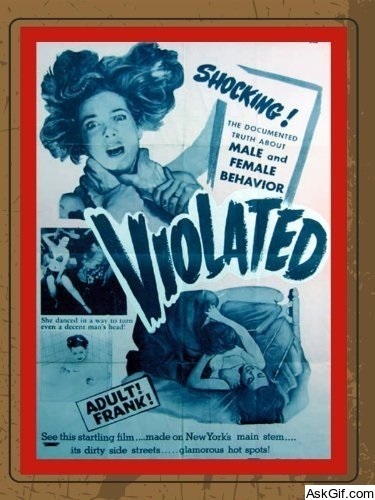 SHOCKING!
THE DOCUMENTED
TRUTH ABOUT
MALE and
FEMALE
BEHAVIOR
VIOLATED
She danced in a way to turn
even a decent man's head!
ADULT!
FRANK!
See this startling film....made on NewYork's main stem....
its dirty side streets.....glamorous hot spots!
AskGif.com